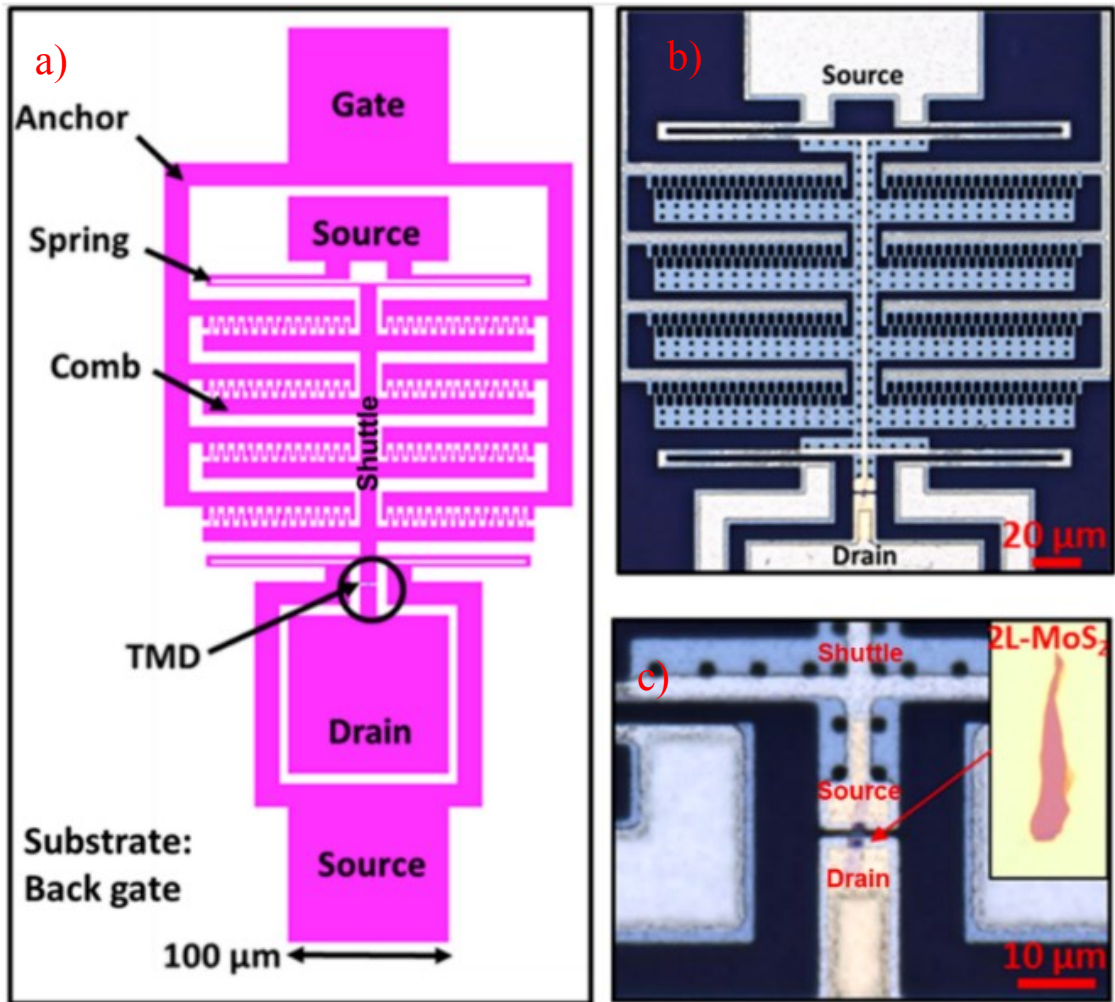 a)
Gate
Anchor
Source
Spring
Comb
Shuttle
TMD
Drain
Substrate:
Back gate
Source
100 μm
b)
Source
Drain
20 μm
c)
Shuttle
2L-MoS₂
Source
Drain
10 μm